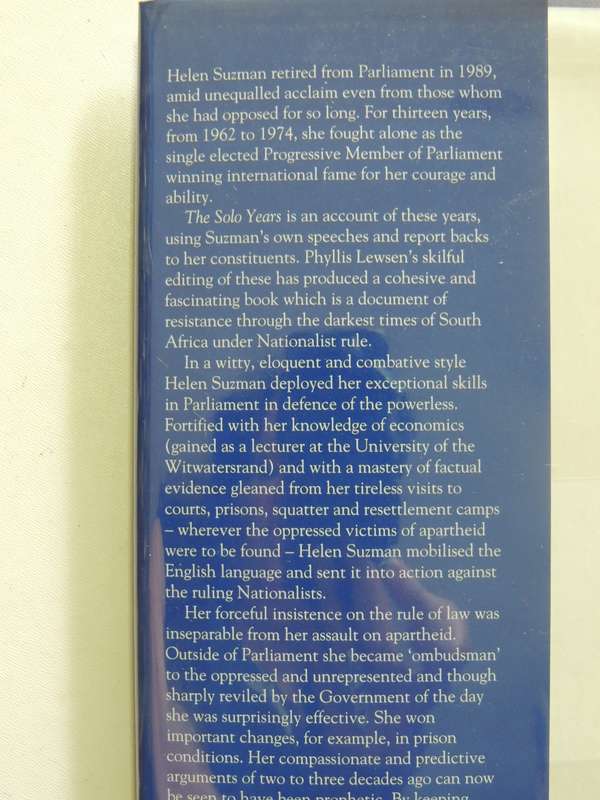 Helen Suzman retired from Parliament in 1989,
amid unequalled acclaim even from those whom
she had opposed for so long. For thirteen years,
from 1962 to 1974, she fought alone as the
single elected Progressive Member of Parliament
winning international fame for her courage and
ability.
The Solo Years is an account of these years,
using Suzman's own speeches and report backs
to her constituents. Phyllis Lewsen's skilful
editing of these has produced a cohesive and
fascinating book which is a document of
resistance through the darkest times of South
Africa under Nationalist rule.
In a witty, eloquent and combative style
Helen Suzman deployed her exceptional skills
in Parliament in defence of the powerless.
Fortified with her knowledge of economics
(gained as a lecturer at the University of the
Witwatersrand) and with a mastery of factual
evidence gleaned from her tireless visits to
courts, prisons, squatter and resettlement camps
– wherever the oppressed victims of apartheid
were to be found – Helen Suzman mobilised the
English language and sent it into action against
the ruling Nationalists.
Her forceful insistence on the rule of law was
inseparable from her assault on apartheid.
Outside of Parliament she became 'ombudsman'
to the oppressed and unrepresented and though
sharply reviled by the Government of the day
she was surprisingly effective. She won
important changes, for example, in prison
conditions. Her compassionate and predictive
arguments of two to three decades ago can now
be seen to have been prophetic. By keeping